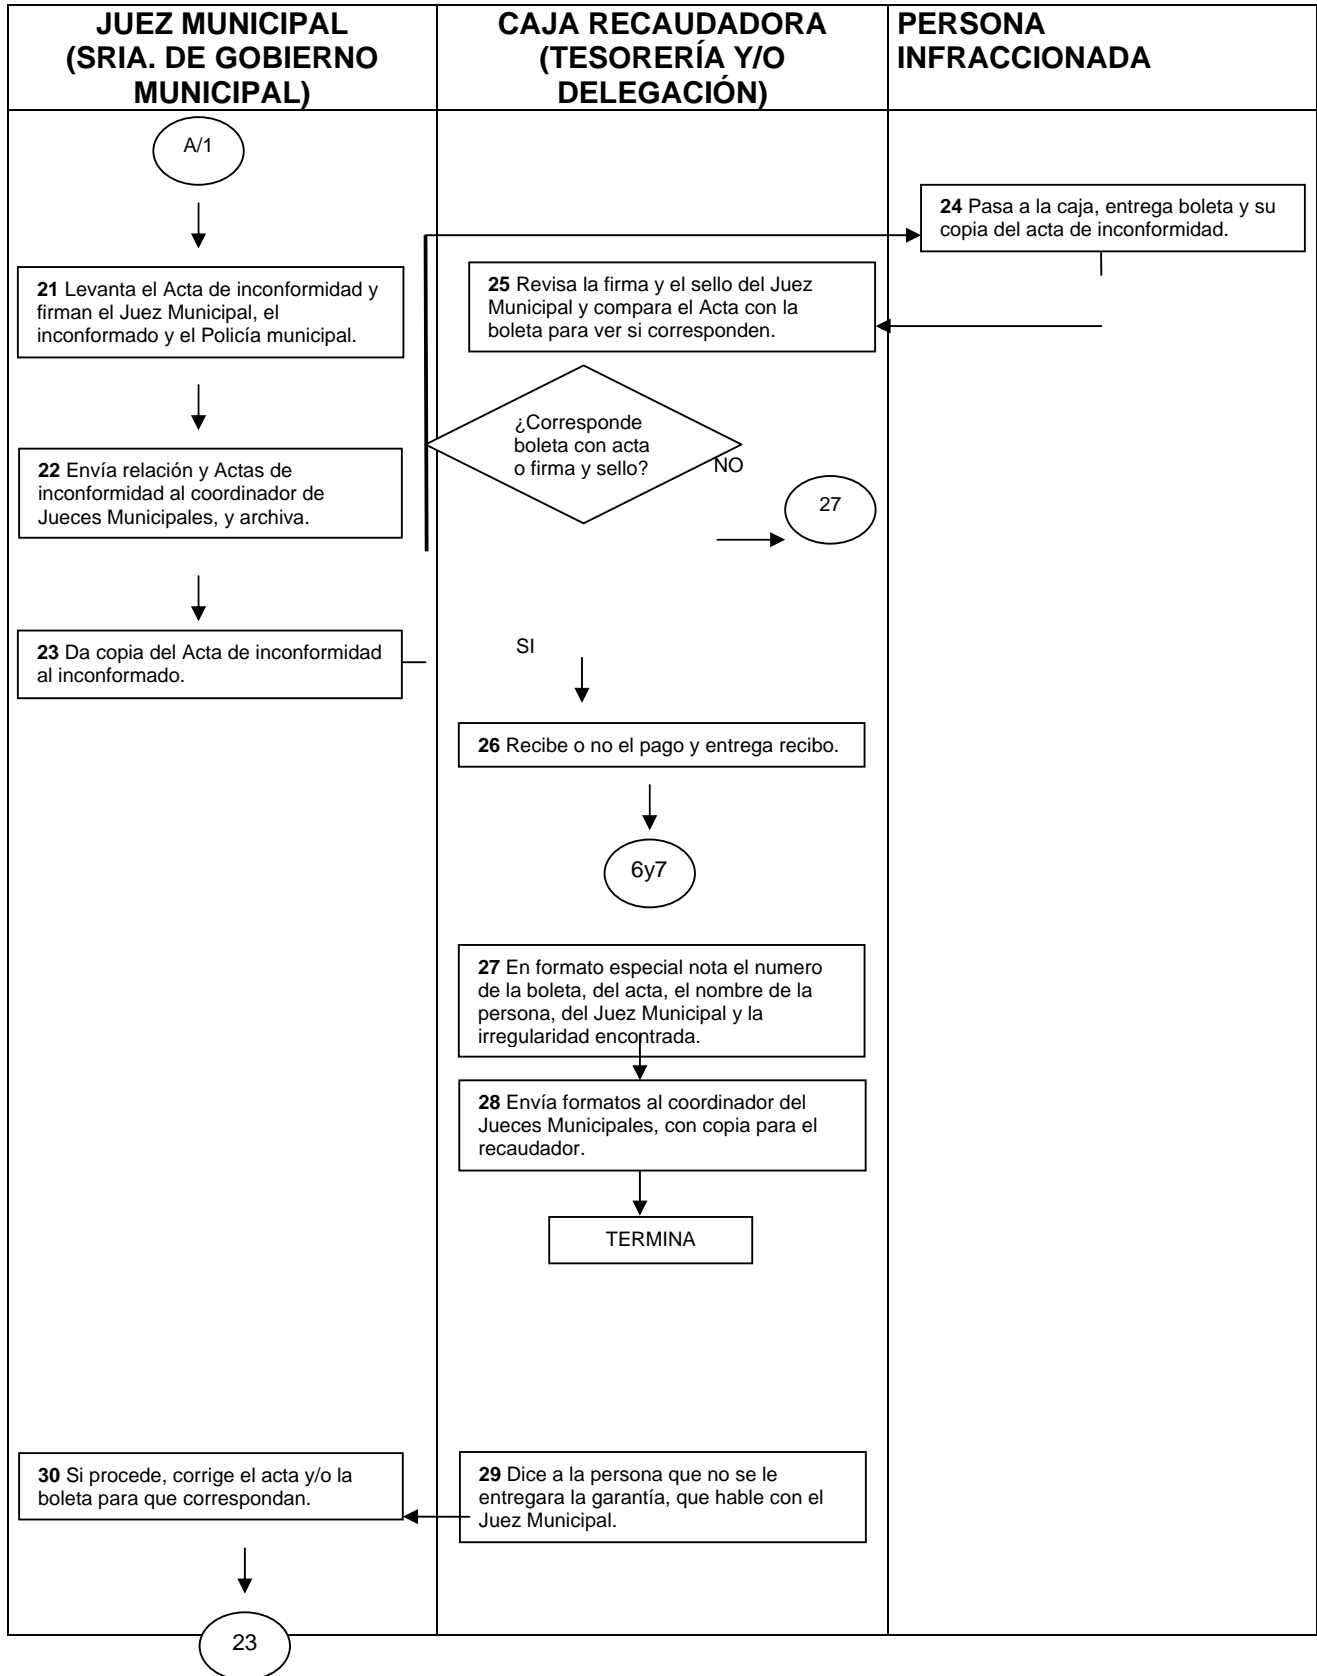 JUEZ MUNICIPAL
(SRIA. DE GOBIERNO
MUNICIPAL)
CAJA RECAUDADORA
(TESORERÍA Y/O
DELEGACIÓN)
PERSONA
INFRACCIONADA
A/1
24 Pasa a la caja, entrega boleta y su
copia del acta de inconformidad.
21 Levanta el Acta de inconformidad y
firman el Juez Municipal, el
inconformado y el Policía municipal.
25 Revisa la firma y el sello del Juez
Municipal y compara el Acta con la
boleta para ver si corresponden.
¿Corresponde
boleta con acta
o firma y sello?
NO
22 Envía relación y Actas de
inconformidad al coordinador de
Jueces Municipales, y archiva.
27
23 Da copia del Acta de inconformidad
al inconformado.
SI
26 Recibe o no el pago y entrega recibo.
6y7
27 En formato especial nota el numero
de la boleta, del acta, el nombre de la
persona, del Juez Municipal y la
irregularidad encontrada.
28 Envía formatos al coordinador del
Jueces Municipales, con copia para el
recaudador.
TERMINA
30 Si procede, corrige el acta y/o la
boleta para que correspondan.
29 Dice a la persona que no se le
entregara la garantía, que hable con el
Juez Municipal.
23